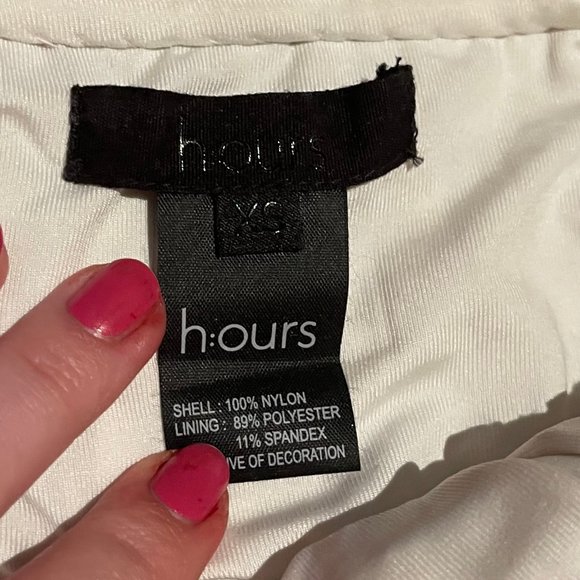 h:ours
XS
h:ours
SHELL : 100% NYLON
LINING : 89% POLYESTER
11% SPANDEX
OF DECORATION